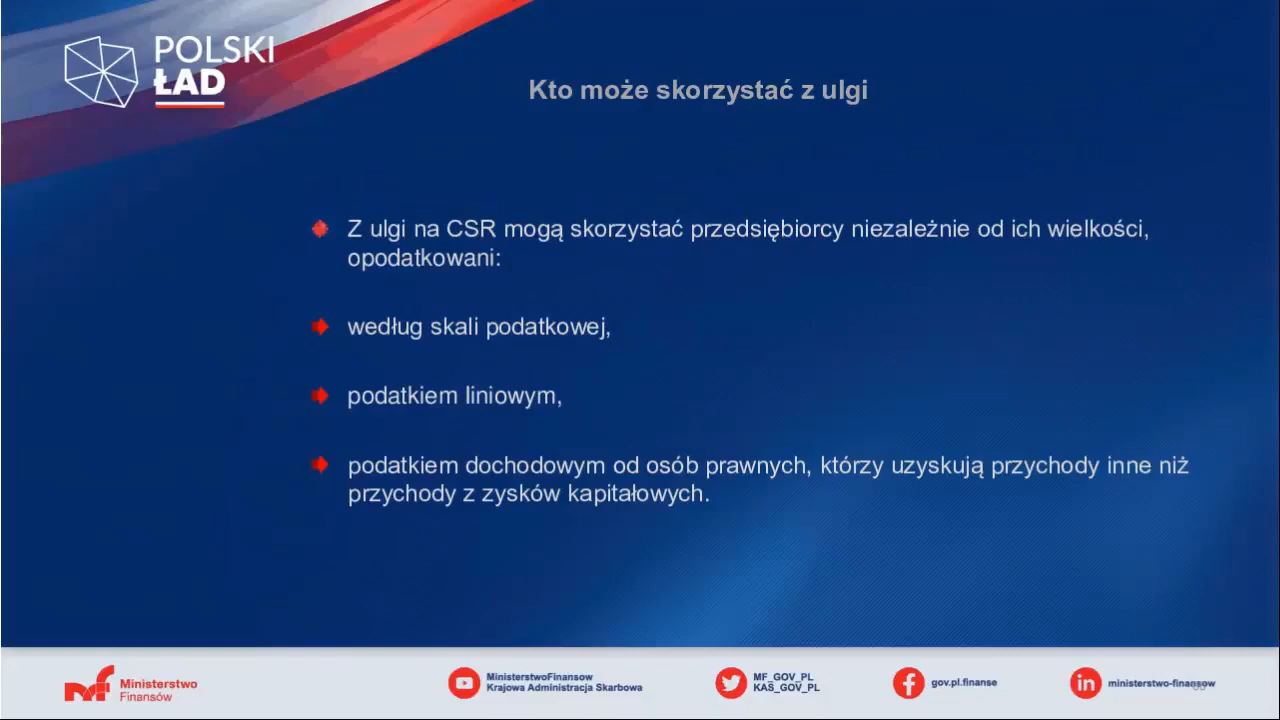 POLSKI
ŁAD
Kto może skorzystać z ulgi
Z ulgi na CSR mogą skorzystać przedsiębiorcy niezależnie od ich wielkości,
opodatkowani:
według skali podatkowej,
podatkiem liniowym,
podatkiem dochodowym od osób prawnych, którzy uzyskują przychody inne niż
przychody z zysków kapitałowych.
Ministerstwo
Finansów
MinisterstwoFinansow
Krajowa Administracja Skarbowa
MF_GOV_PL
KAS_GOV_PL
gov.pl.finanse
in
ministerstwo-finansow